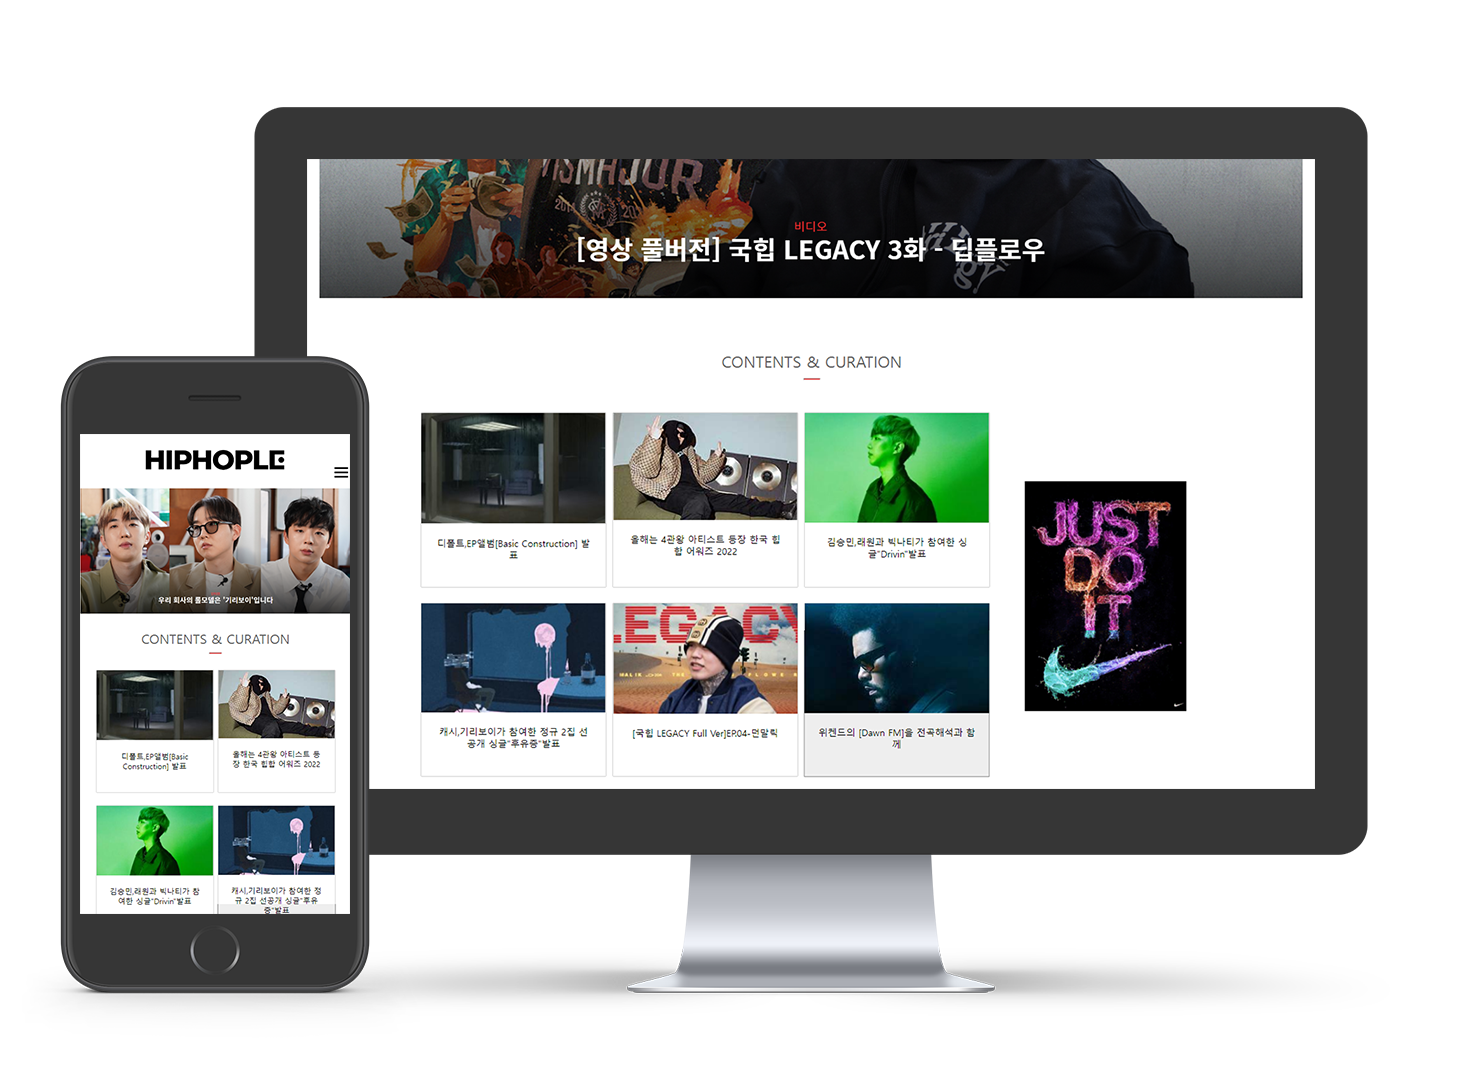 VISMAJOR
비디오
[영상 풀버전] 국힙 LEGACY 3화 - 딥플로우
CONTENTS & CURATION
디폴트,EP앨범[Basic Construction] 발
표
올해는 4관왕 아티스트 등장 한국 힙
합 어워즈 2022
김승민,래원과 빅나티가 참여한 싱
글"Drivin"발표
JUST
DO
IT
LEGACY
캐시,기리보이가 참여한 정규 2집 선
공개 싱글"후유증"발표
[국힙 LEGACY Full Ver]EP.04-먼말릭
위켄드의 [Dawn FM]을 전곡해석과 함
께
HIPHOPLE
우리 회사의 롤모델은 '기리보이'입니다
CONTENTS & CURATION
디폴트,EP앨범[Basic
Construction] 발표
올해는 4관왕 아티스트 등
장 한국 힙합 어워즈 2022
김승민,래원과 빅나티가 참
여한 싱글"Drivin"발표
캐시,기리보이가 참여한 정
규 2집 선공개 싱글"후유
증"발표